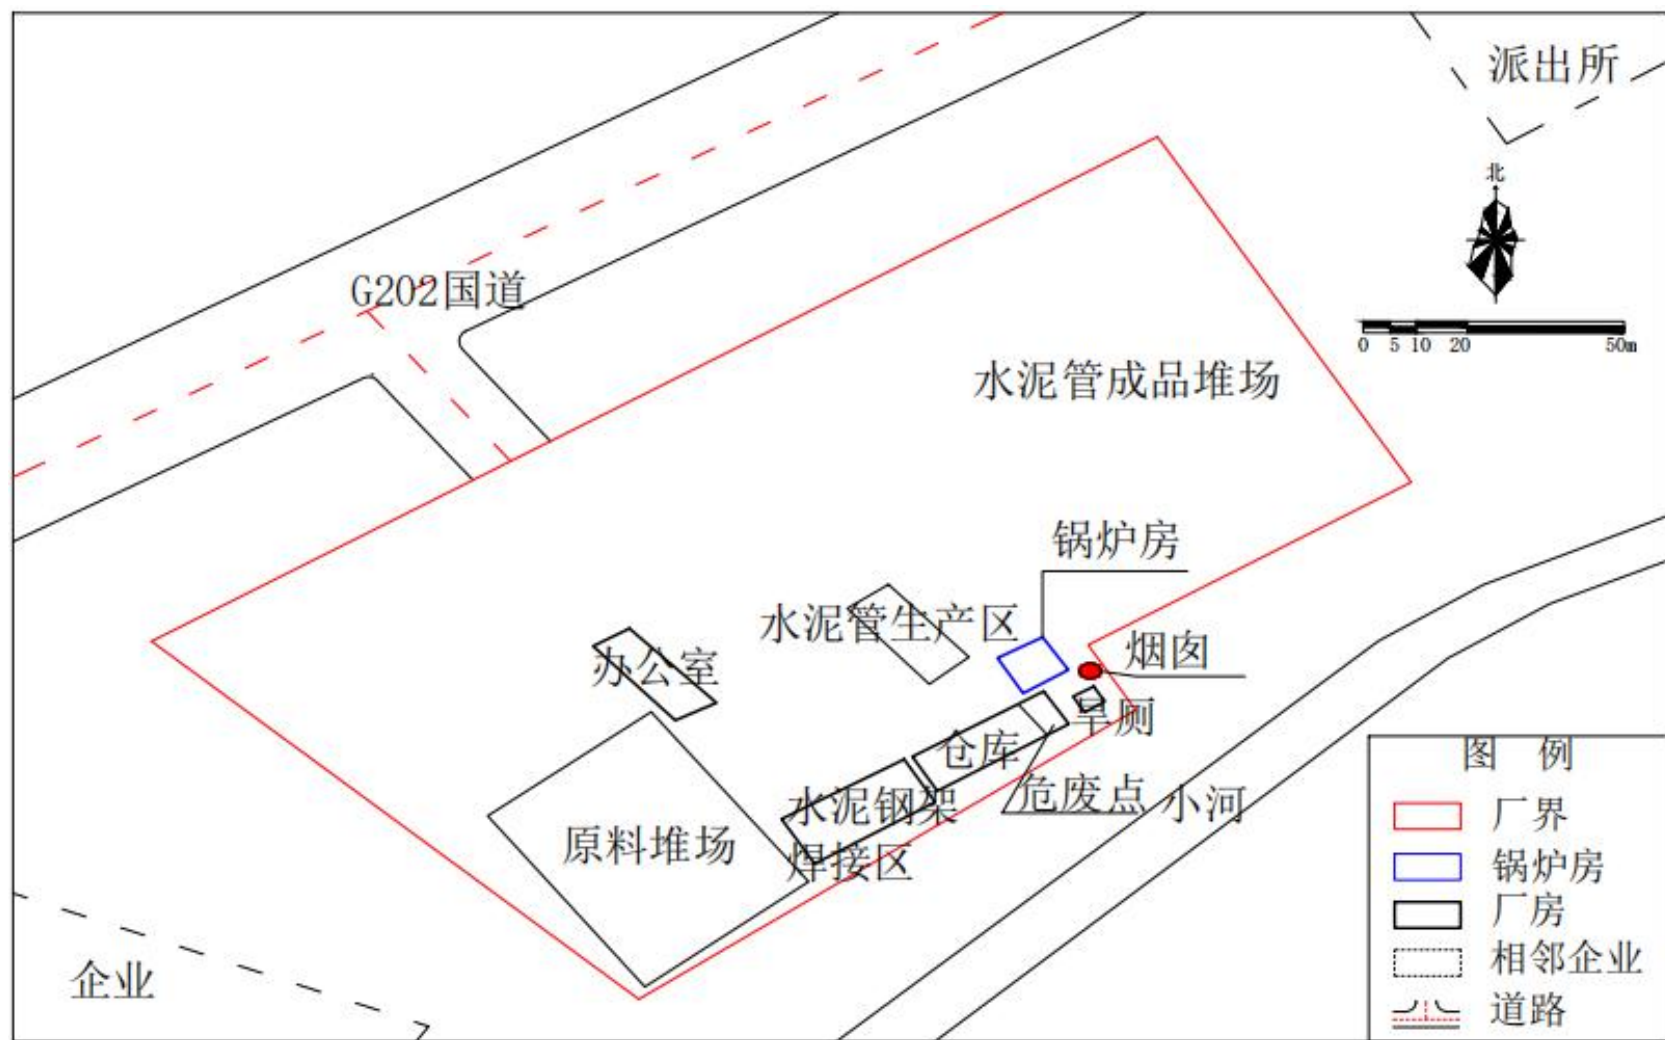 派出所
北
G202国道
0 5 10 20 50m
水泥管成品堆场
锅炉房
水泥管生产区
烟囱
办公室
旱厕
仓库
危废点
小河
水泥钢架
焊接区
原料堆场
企业
图 例
厂界
锅炉房
厂房
相邻企业
道路